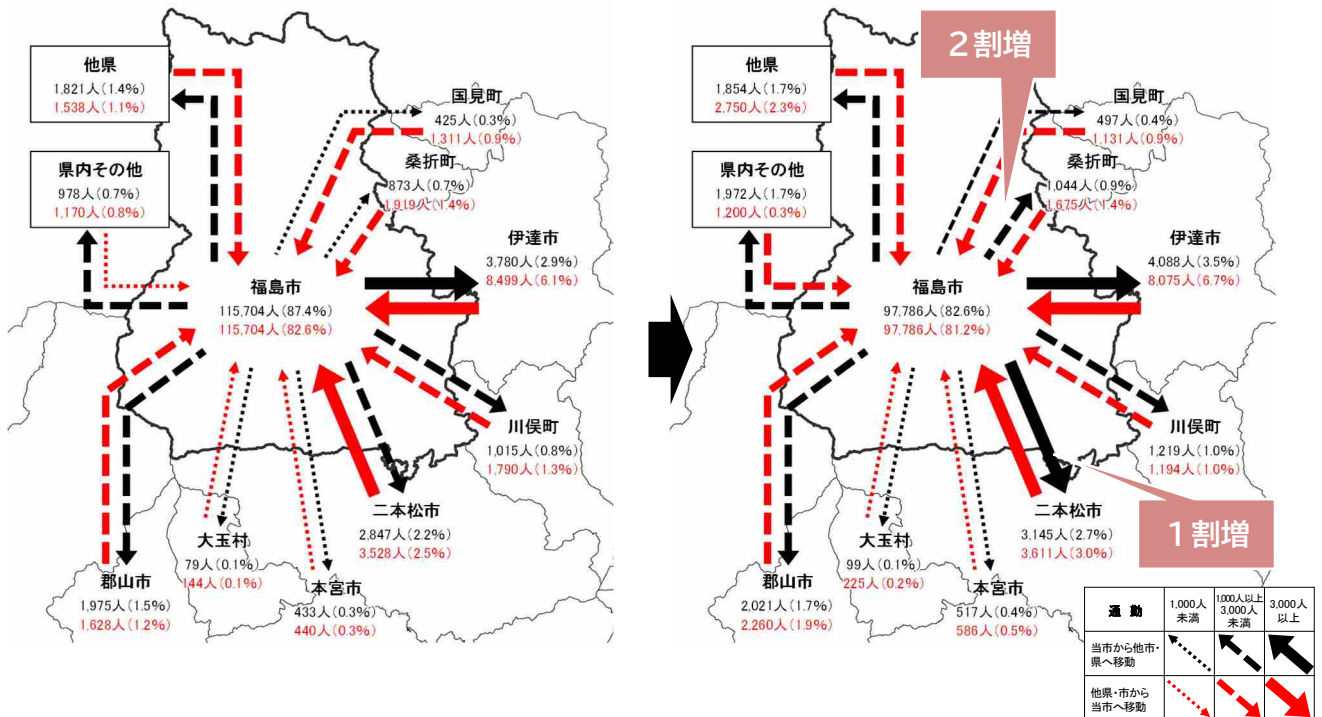 他県
1,821人(1.4%)
1,538人(1.1%)
県内その他
978人(0.7%)
1,170人(0.8%)
国見町
425人(0.3%)
1,311人(0.9%)
桑折町
873人(0.7%)
1,919人(1.4%)
伊達市
3,780人(2.9%)
8,499人(6.1%)
福島市
115,704人(87.4%)
115,704人(82.6%)
川俣町
1,015人(0.8%)
1,790人(1.3%)
二本松市
2,847人(2.2%)
3,528人(2.5%)
大玉村
79人(0.1%)
144人(0.1%)
本宮市
433人(0.3%)
440人(0.3%)
郡山市
1,975人(1.5%)
1,628人(1.2%)
2割増
他県
1,854人(1.7%)
2,750人(2.3%)
県内その他
1,972人(1.7%)
1,200人(0.3%)
国見町
497人(0.4%)
1,131人(0.9%)
桑折町
1,044人(0.9%)
1,675人(1.4%)
伊達市
4,088人(3.5%)
8,075人(6.7%)
福島市
97,786人(82.6%)
97,786人(81.2%)
川俣町
1,219人(1.0%)
1,194人(1.0%)
二本松市
3,145人(2.7%)
3,611人(3.0%)
1割増
大玉村
99人(0.1%)
225人(0.2%)
本宮市
517人(0.4%)
586人(0.5%)
郡山市
2,021人(1.7%)
2,260人(1.9%)
通勤
1,000人
未満
1,000人以上
3,000人
未満
3,000人
以上
当市から他市・
県へ移動
他県・市から
当市へ移動